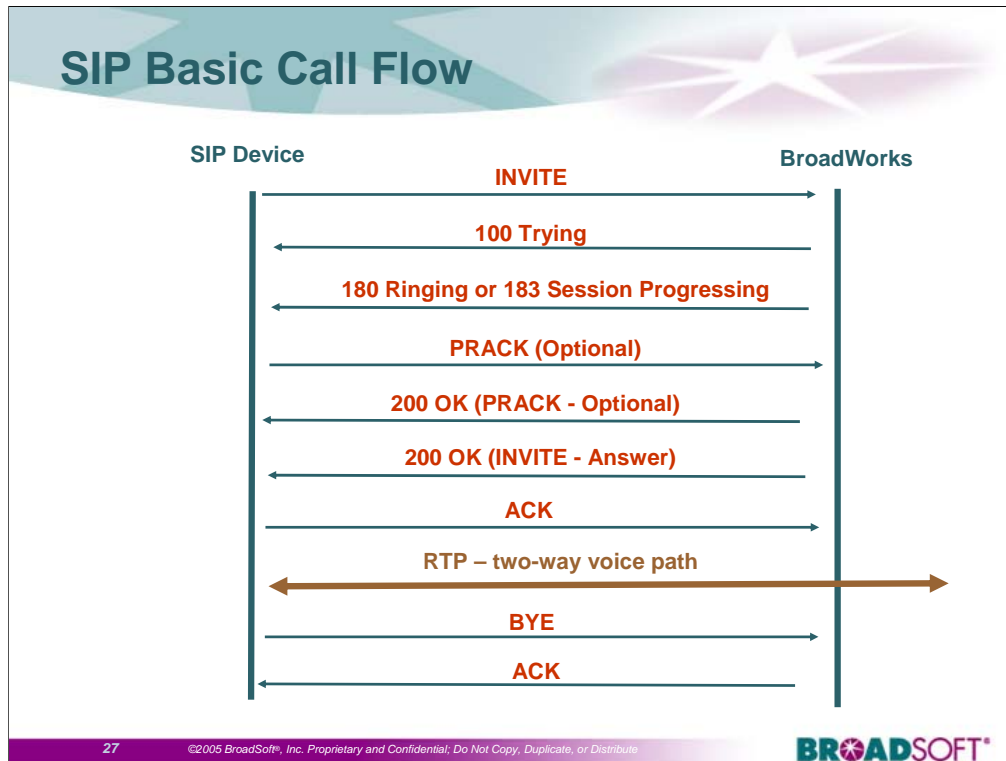 SIP Basic Call Flow
SIP Device
BroadWorks
INVITE
100 Trying
180 Ringing or 183 Session Progressing
PRACK (Optional)
200 OK (PRACK - Optional)
200 OK (INVITE - Answer)
ACK
RTP – two-way voice path
BYE
ACK
27
©2005 BroadSoft®, Inc. Proprietary and Confidential; Do Not Copy, Duplicate, or Distribute
BROADSOFT